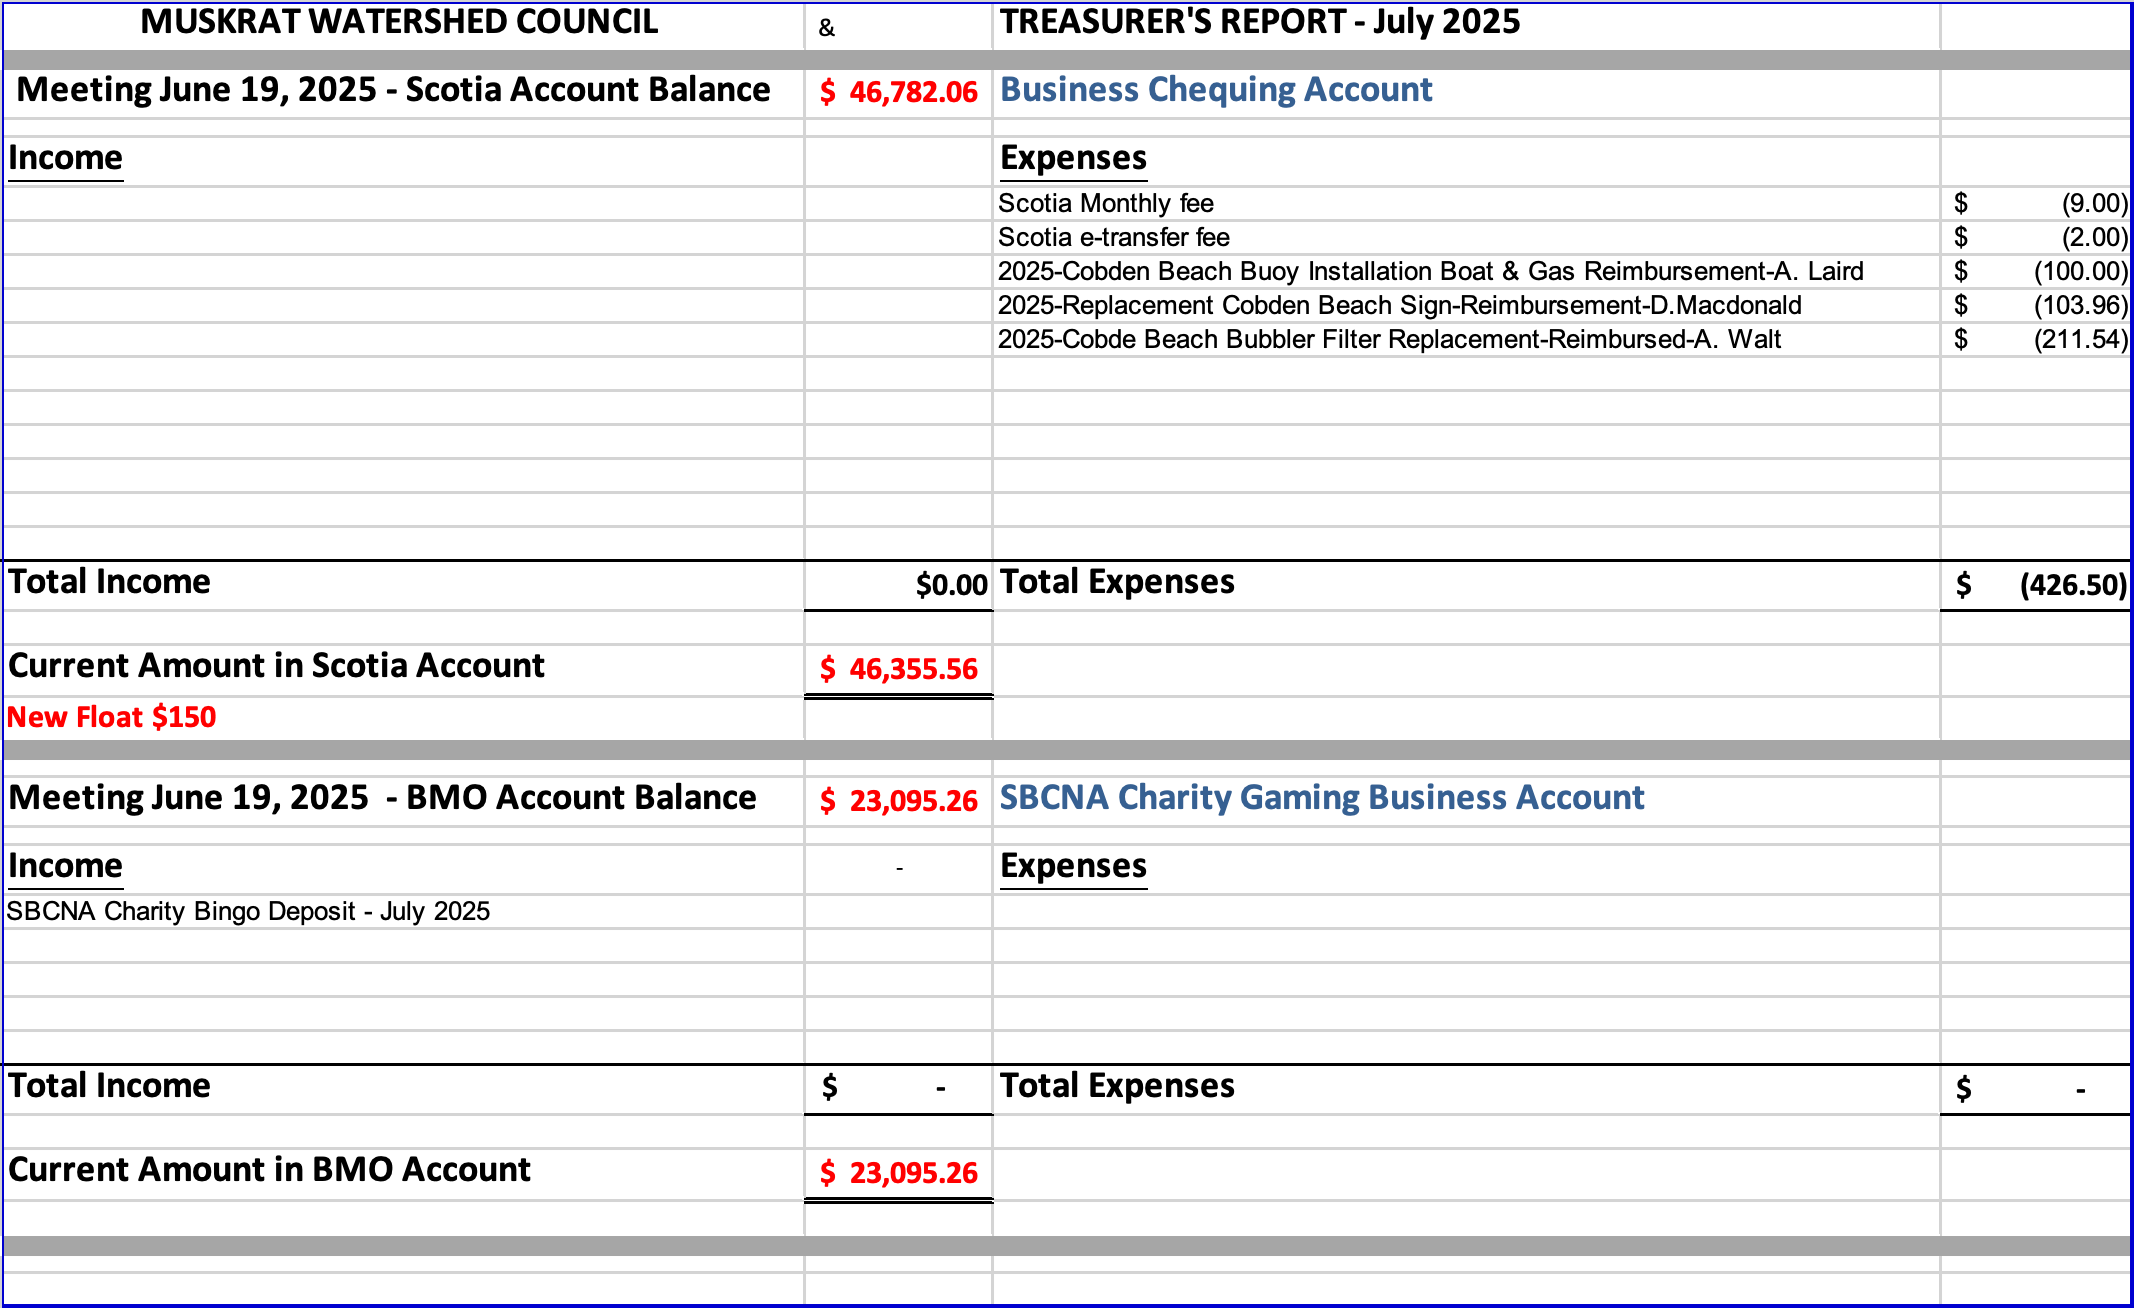 MUSKRAT WATERSHED COUNCIL & TREASURER'S REPORT - July 2025
Meeting June 19, 2025 - Scotia Account Balance $ 46,782.06 Business Chequing Account
Income Expenses
Scotia Monthly fee $ (9.00)
Scotia e-transfer fee $ (2.00)
2025-Cobden Beach Buoy Installation Boat & Gas Reimbursement-A. Laird $ (100.00)
2025-Replacement Cobden Beach Sign-Reimbursement-D.Macdonald $ (103.96)
2025-Cobde Beach Bubbler Filter Replacement-Reimbursed-A. Walt $ (211.54)
Total Income $0.00 Total Expenses $ (426.50)
Current Amount in Scotia Account $ 46,355.56
New Float $150
Meeting June 19, 2025 - BMO Account Balance $ 23,095.26 SBCNA Charity Gaming Business Account
Income - Expenses
SBCNA Charity Bingo Deposit - July 2025
Total Income $ - Total Expenses $ -
Current Amount in BMO Account $ 23,095.26